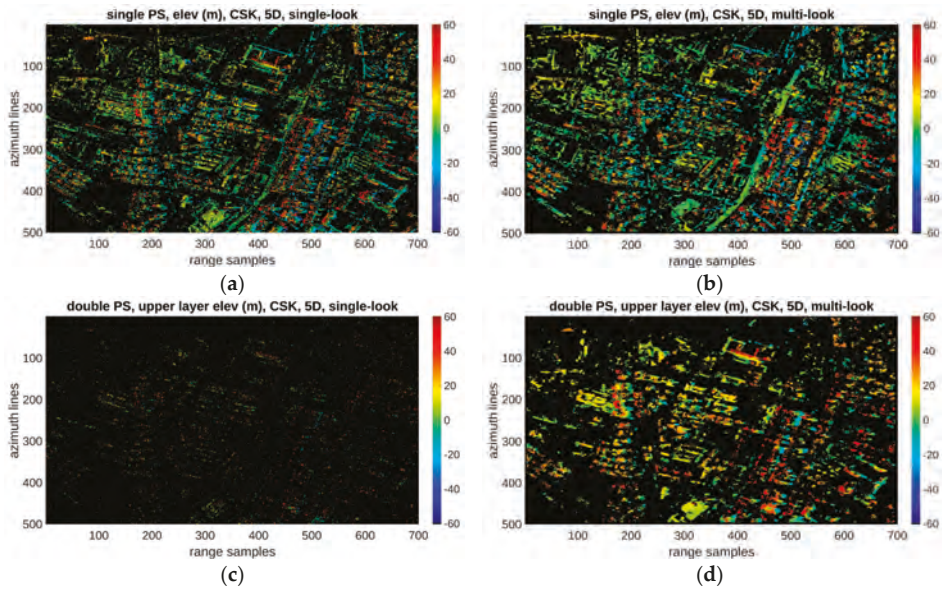 single PS, elev (m), CSK, 5D, single-look
azimuth lines
100
200
300
400
500
100 200 300 400 500 600 700
range samples
60
40
20
0
-20
-40
-60
(a)
single PS, elev (m), CSK, 5D, multi-look
azimuth lines
100
200
300
400
500
100 200 300 400 500 600 700
range samples
60
40
20
0
-20
-40
-60
(b)
double PS, upper layer elev (m), CSK, 5D, single-look
azimuth lines
100
200
300
400
500
100 200 300 400 500 600 700
range samples
60
40
20
0
-20
-40
-60
(c)
double PS, upper layer elev (m), CSK, 5D, multi-look
azimuth lines
100
200
300
400
500
100 200 300 400 500 600 700
range samples
60
40
20
0
-20
-40
-60
(d)